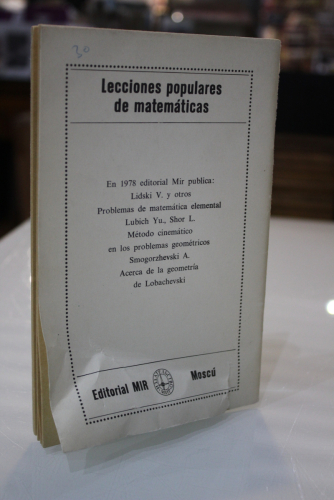 30
Lecciones populares
de matemáticas
En 1978 editorial Mir publica:
Lidski V. y otros
Problemas de matemática elemental
Lubich Yu., Shor L.
Método cinemático
en los problemas geométricos
Smogorzhevski A.
Acerca de la geometría
de Lobachevski
Editorial MIR Moscú